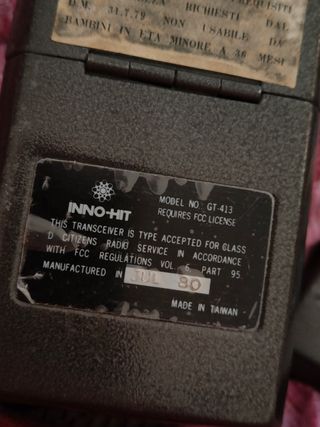 RICHIESTI DAL
D.M. 31.7.79 NON USABILE DA
BAMBINI IN ETA MINORE A 36 MESI
INNO-HIT
MODEL NO. GT-413
REQUIRES FCC LICENSE
THIS TRANSCEIVER IS TYPE ACCEPTED FOR CLASS
D CITIZENS RADIO SERVICE IN ACCORDANCE
WITH FCC REGULATIONS VOL 6, PART 95
MANUFACTURED IN JUL 80
MADE IN TAIWAN